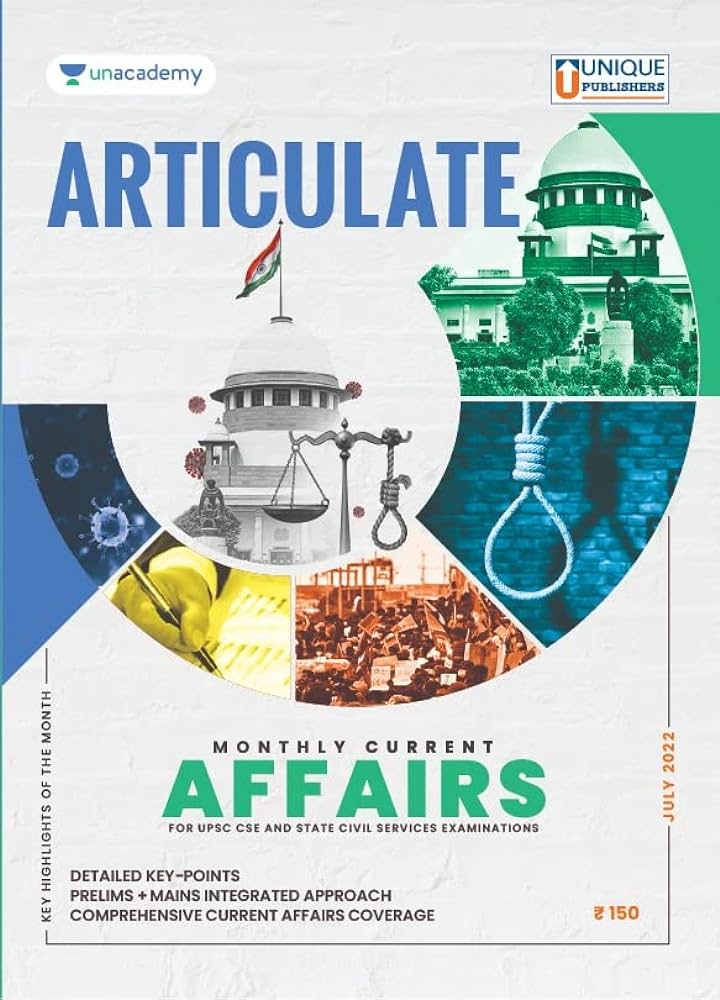 unacademy
UNIQUE
PUBLISHERS
ARTICULATE
KEY HIGHLIGHTS OF THE MONTH
MONTHLY CURRENT
AFFAIRS
FOR UPSC CSE AND STATE CIVIL SERVICES EXAMINATIONS
JULY 2022
DETAILED KEY-POINTS
PRELIMS + MAINS INTEGRATED APPROACH
COMPREHENSIVE CURRENT AFFAIRS COVERAGE
₹ 150